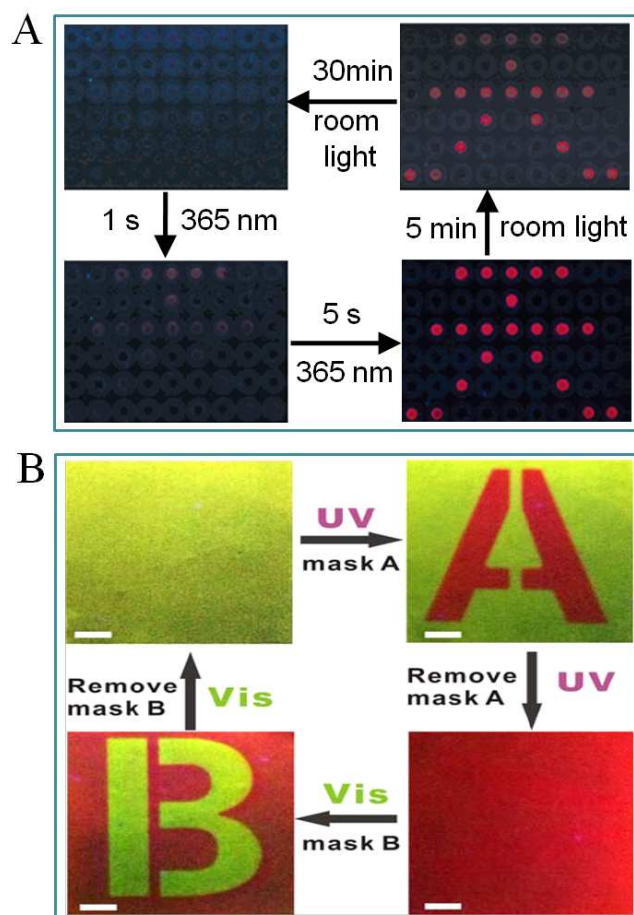 A
30min
room
light
1 s 365 nm
5 min room light
5 s
365 nm
B
UV
mask A
Remove
mask B
Vis
Remove
mask A
UV
Vis
mask B
A
B